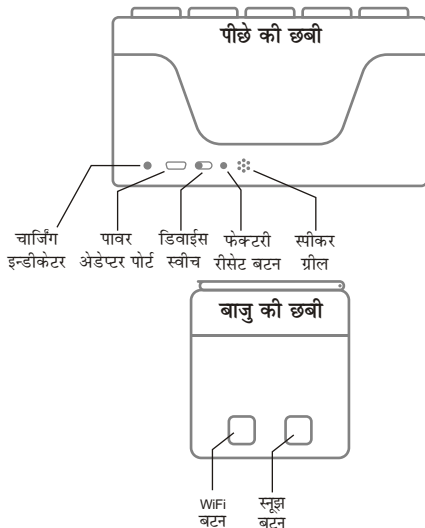 पीछे की छबी
चार्जिंग इन्डीकेटर
पावर अेडेप्टर पोर्ट
डिवाईस स्वीच
फेक्टरी रीसेट बटन
स्पीकर ग्रील
बाजु की छबी
WiFi बटन
स्नूझ बटन